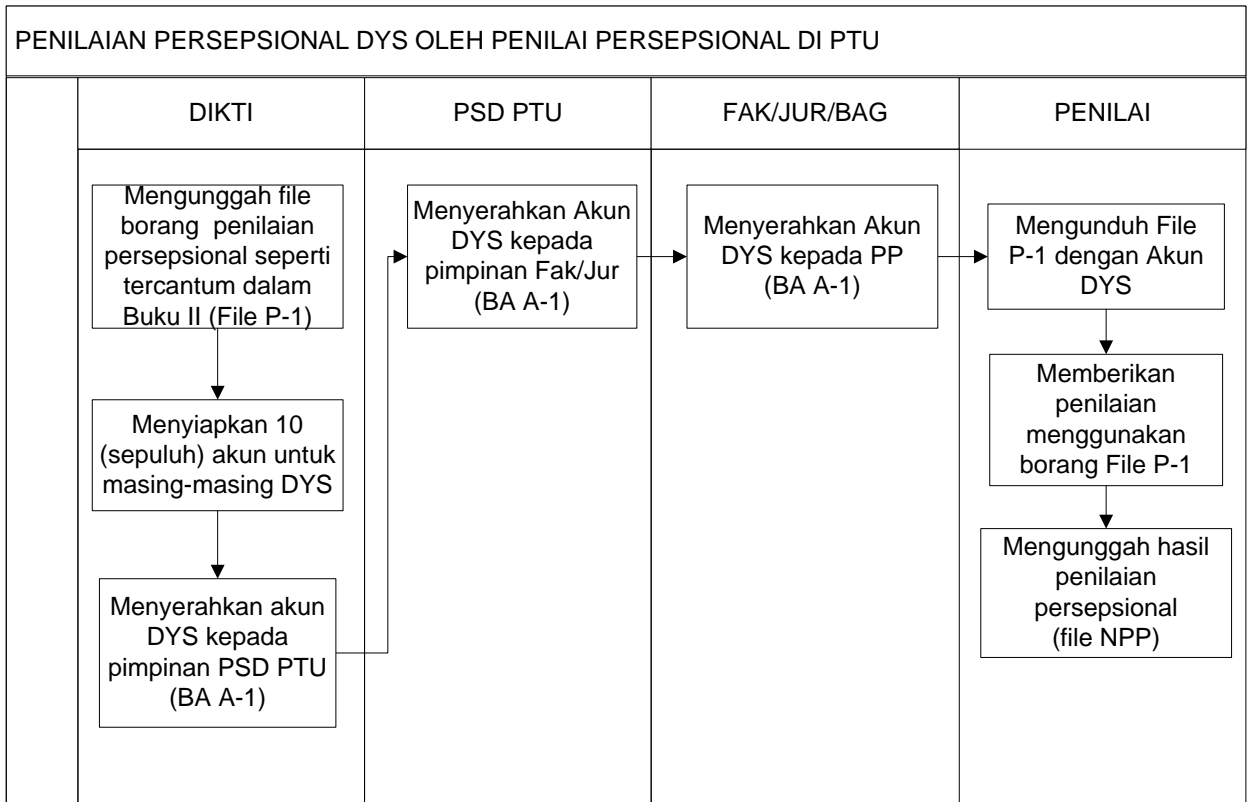 PENILAIAN PERSEPSIONAL DYS OLEH PENILAI PERSEPSIONAL DI PTU
DIKTI
PSD PTU
FAK/JUR/BAG
PENILAI
Mengunggah file
borang penilaian
persepsional seperti
tercantum dalam
Buku II (File P-1)
Menyiapkan 10
(sepuluh) akun untuk
masing-masing DYS
Menyerahkan akun
DYS kepada
pimpinan PSD PTU
(BA A-1)
Menyerahkan Akun
DYS kepada
pimpinan Fak/Jur
(BA A-1)
Menyerahkan Akun
DYS kepada PP
(BA A-1)
Mengunduh File
P-1 dengan Akun
DYS
Memberikan
penilaian
menggunakan
borang File P-1
Mengunggah hasil
penilaian
persepsional
(file NPP)